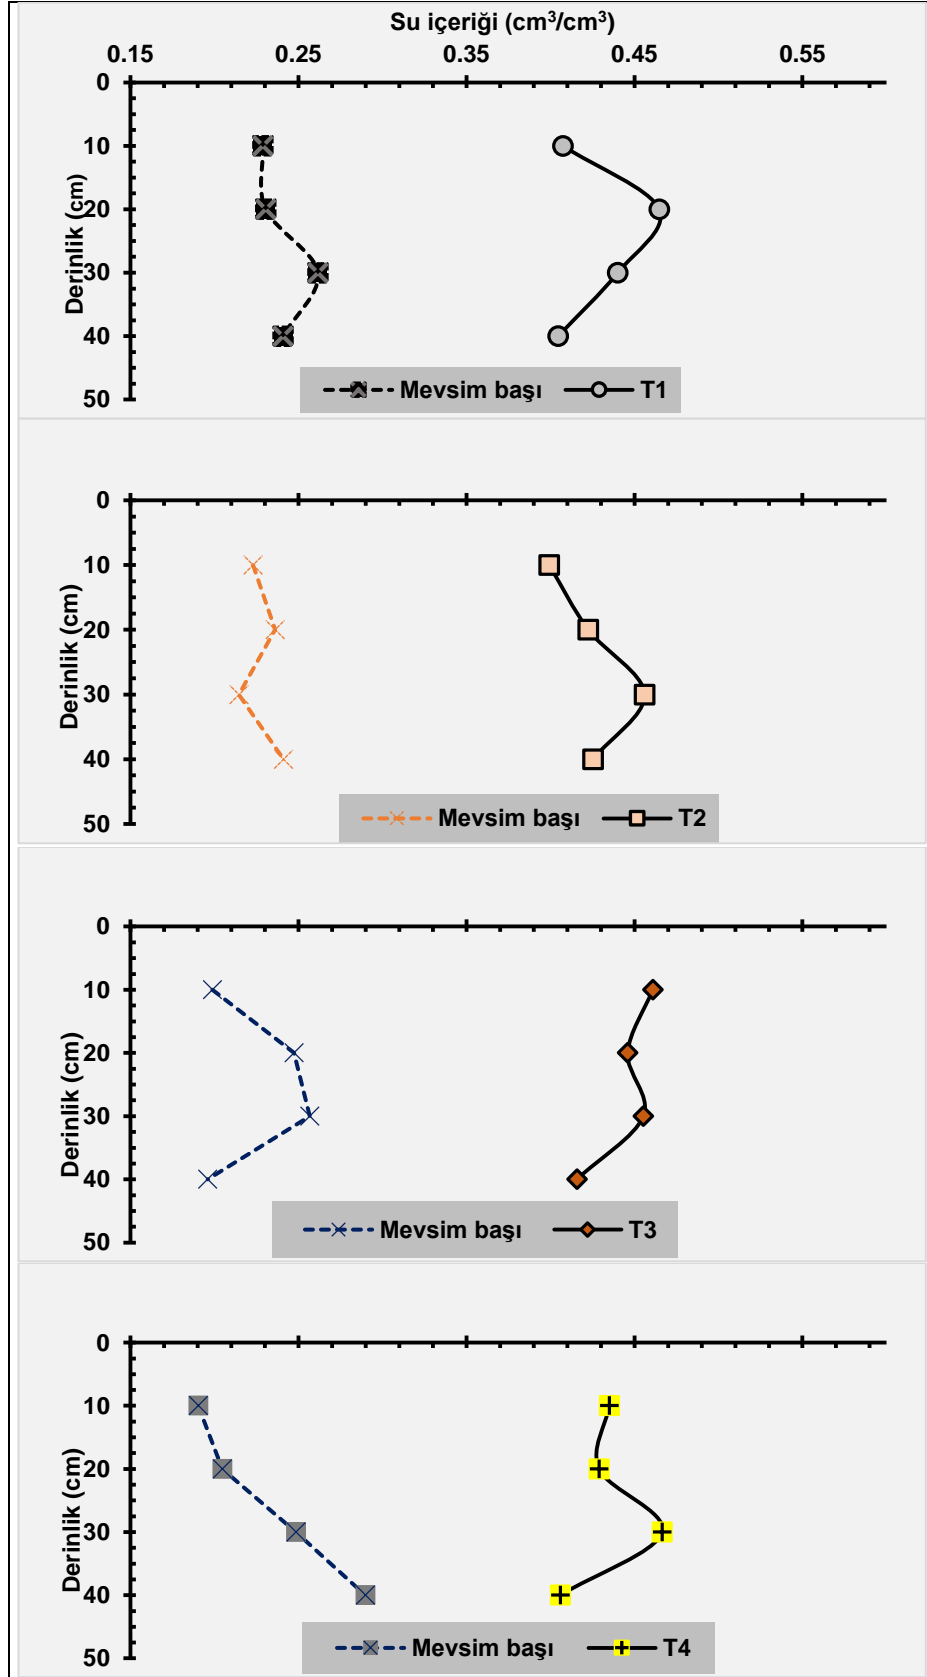 Su içeriği (cm³/cm³)
0.15 0.25 0.35 0.45 0.55
0
10
20
30
40
50
Derinlik (cm)
Mevsim başı T1
0
10
20
30
40
50
Derinlik (cm)
Mevsim başı T2
0
10
20
30
40
50
Derinlik (cm)
Mevsim başı T3
0
10
20
30
40
50
Derinlik (cm)
Mevsim başı T4